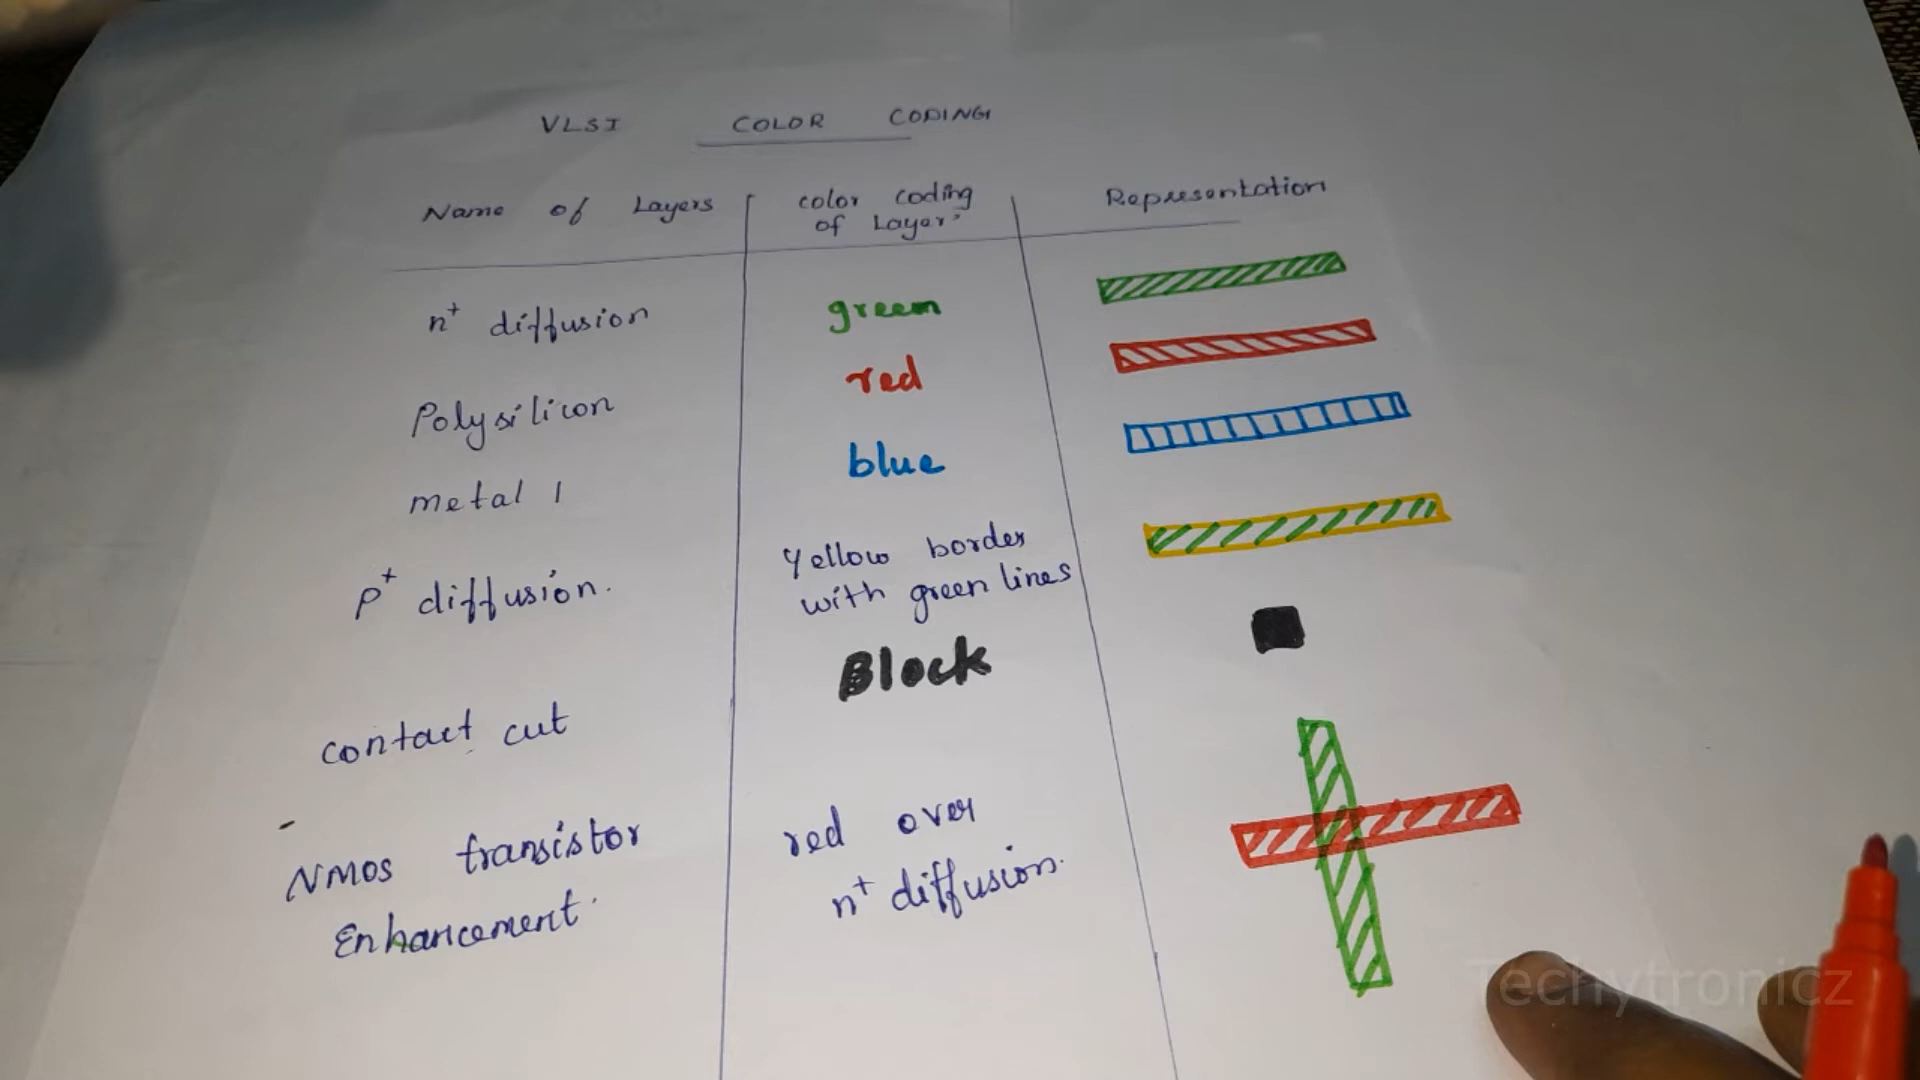 VLSI COLOR CODING
Name of Layers
color coding
of Layer's
Representation
n+ diffusion
green
Polysilicon
red
metal 1
blue
P+ diffusion.
Yellow border
with green lines
contact cut
Block
NMOS transistor
Enhancement.
red over
n+ diffusion.
Techytronicz